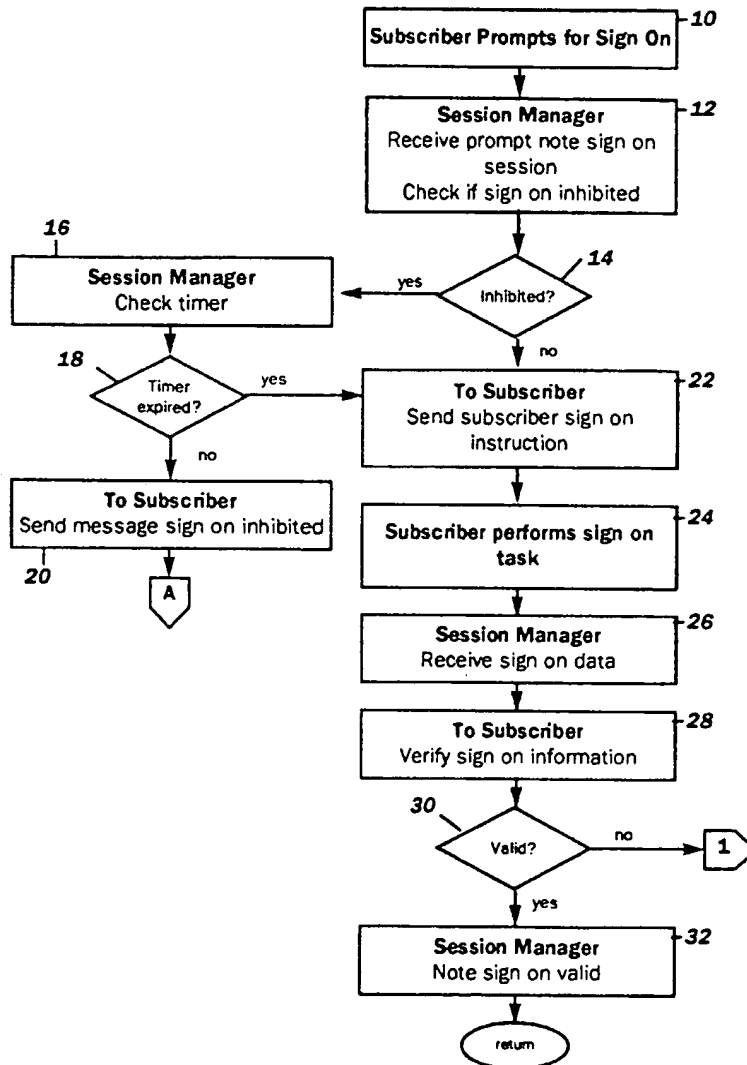 10
Subscriber Prompts for Sign On
12
Session Manager
Receive prompt note sign on
session
Check if sign on inhibited
14
Inhibited?
yes
no
16
Session Manager
Check timer
18
Timer
expired?
yes
no
To Subscriber
Send message sign on inhibited
20
A
22
To Subscriber
Send subscriber sign on
instruction
24
Subscriber performs sign on
task
26
Session Manager
Receive sign on data
28
To Subscriber
Verify sign on information
30
Valid?
no
1
yes
32
Session Manager
Note sign on valid
return